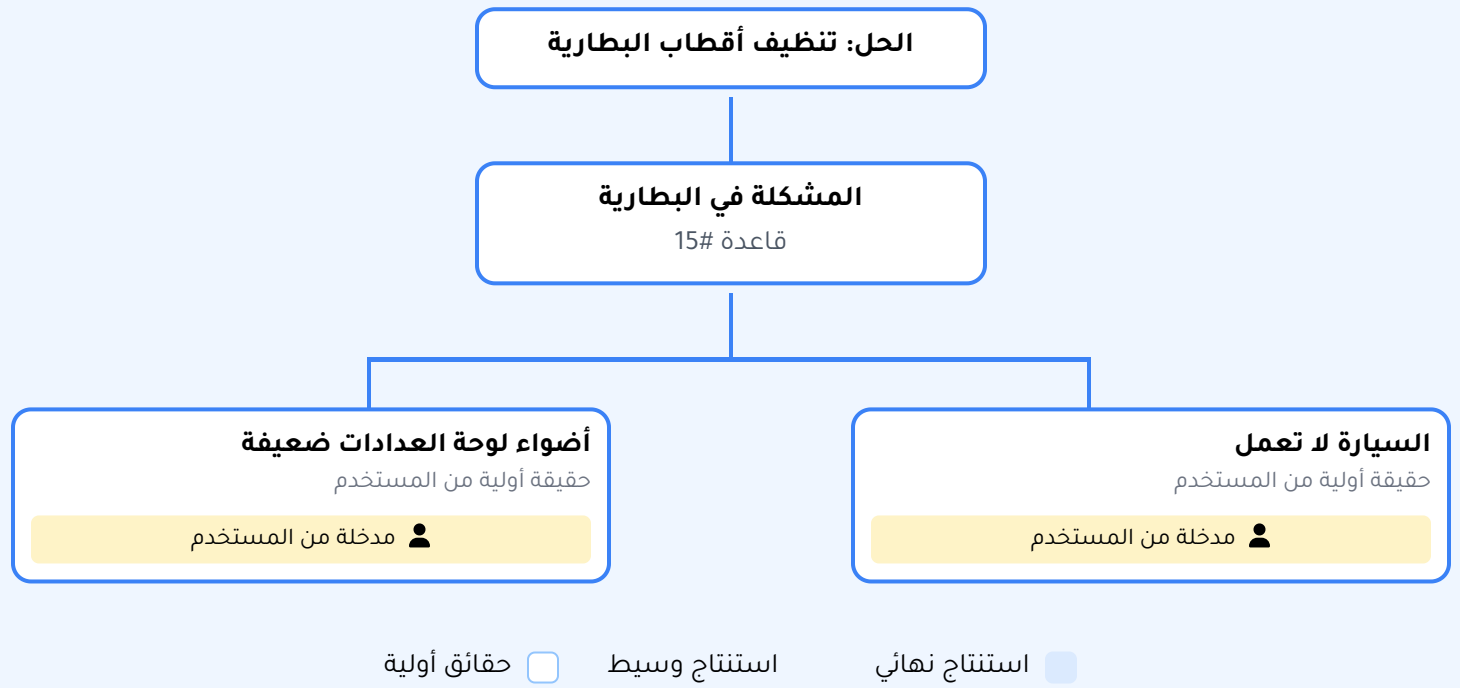 الحل: تنظيف أقطاب البطارية
المشكلة في البطارية
قاعدة #15
السيارة لا تعمل
حقيقة أولية من المستخدم
مدخلة من المستخدم
أضواء لوحة العدادات ضعيفة
حقيقة أولية من المستخدم
مدخلة من المستخدم
استنتاج نهائي
استنتاج وسيط
حقائق أولية